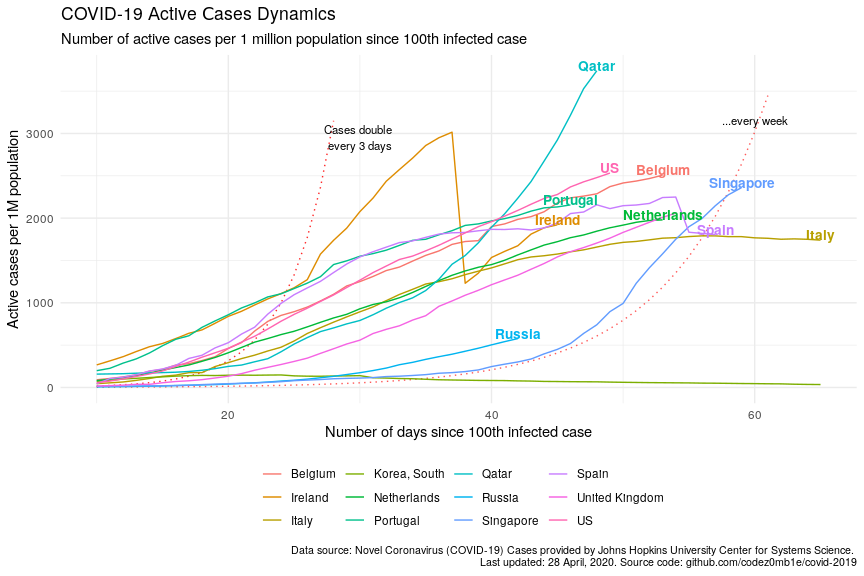 COVID-19 Active Cases Dynamics
Number of active cases per 1 million population since 100th infected case
Qatar
Cases double
every 3 days
...every week
US
Belgium
Singapore
Portugal
Ireland
Netherlands
Spain
Italy
Russia
Active cases per 1M population
3000
2000
1000
0
20
40
60
Number of days since 100th infected case
Belgium
Korea, South
Qatar
Spain
Ireland
Netherlands
Russia
United Kingdom
Italy
Portugal
Singapore
US
Data source: Novel Coronavirus (COVID-19) Cases provided by Johns Hopkins University Center for Systems Science.
Last updated: 28 April, 2020. Source code: github.com/codez0mb1e/covid-2019